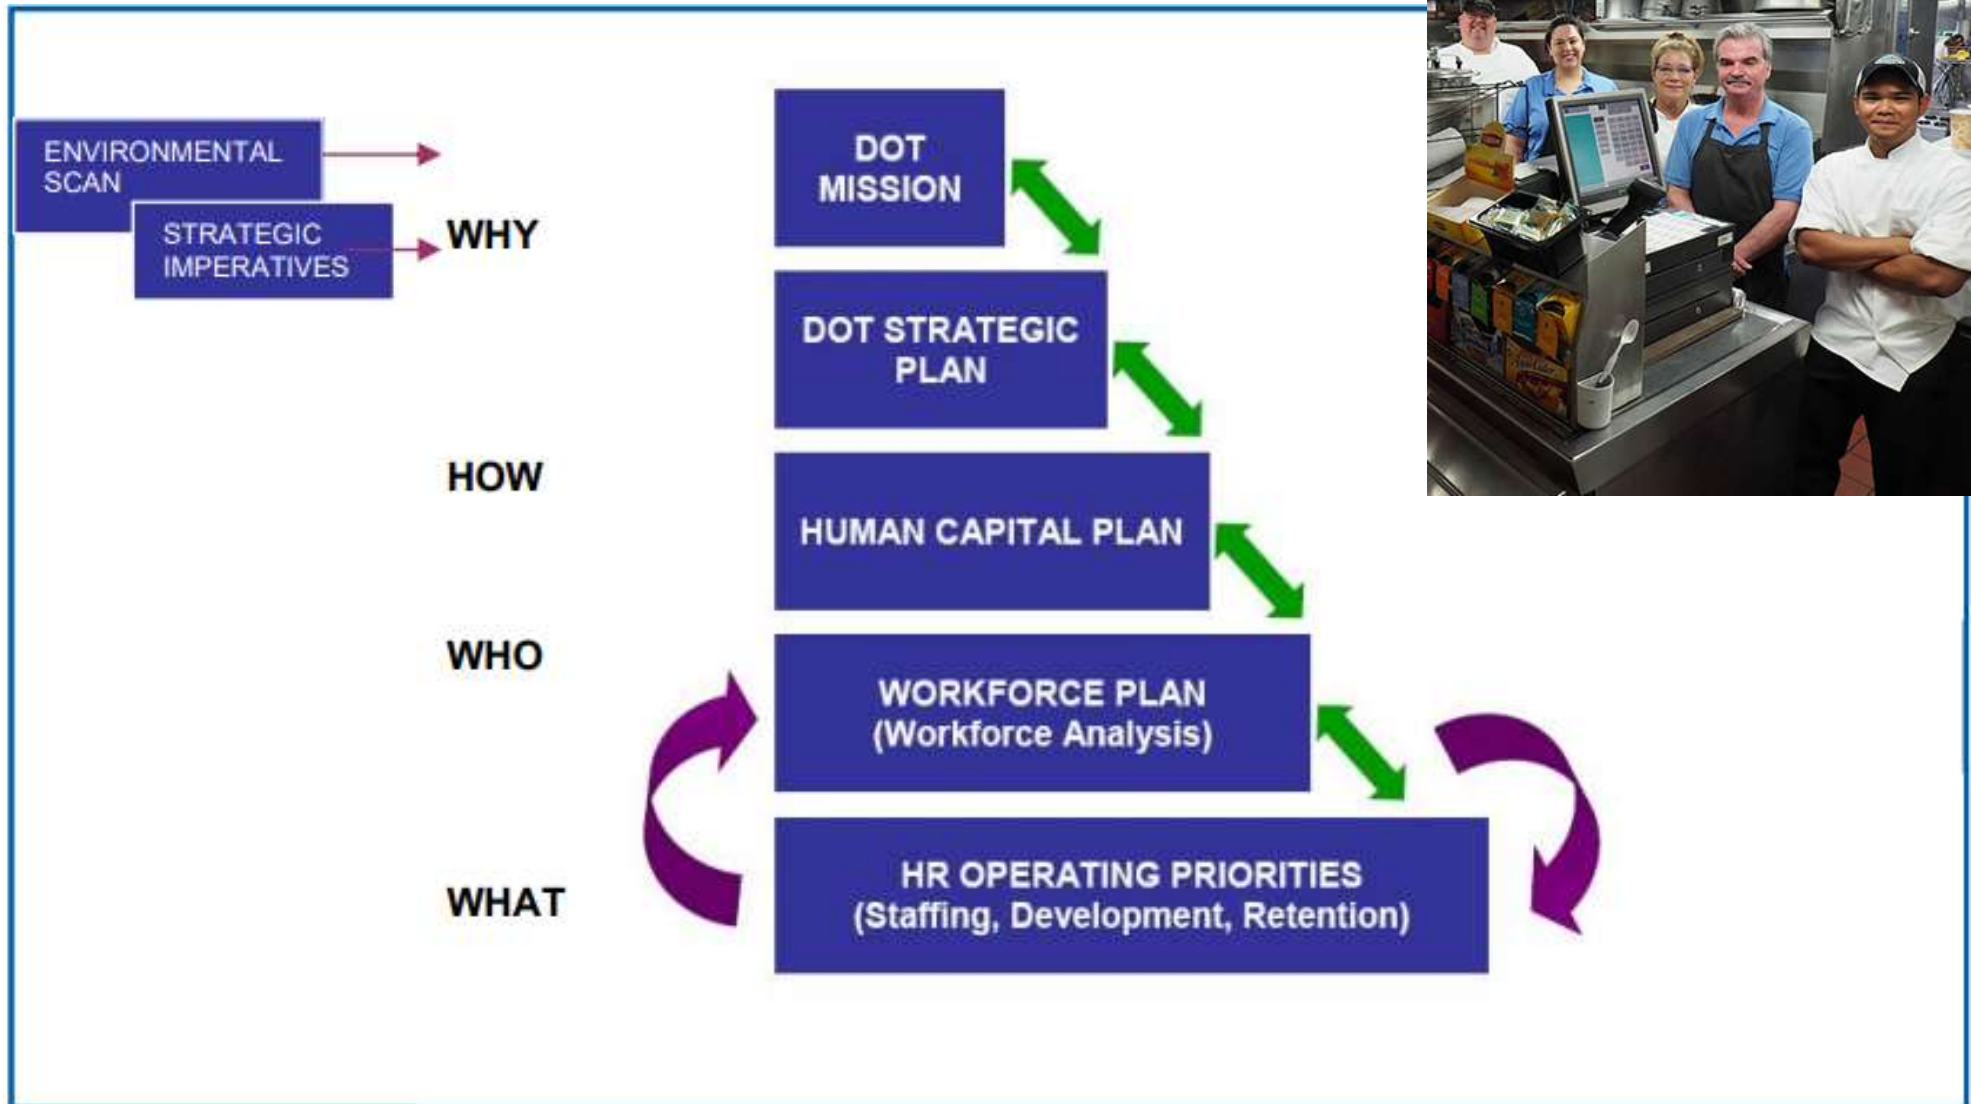 ENVIRONMENTAL
SCAN
STRATEGIC
IMPERATIVES
WHY
DOT
MISSION
DOT STRATEGIC
PLAN
HOW
HUMAN CAPITAL PLAN
WHO
WORKFORCE PLAN
(Workforce Analysis)
WHAT
HR OPERATING PRIORITIES
(Staffing, Development, Retention)